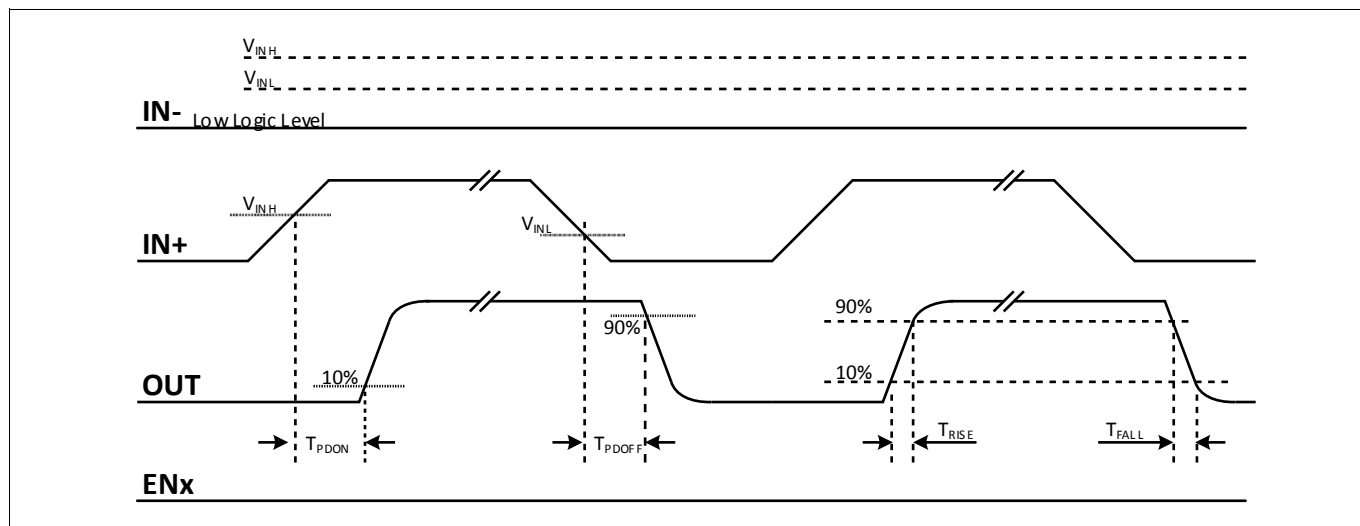 VINH
VINL
IN- Low Logic Level
VINH
VINL
IN+
90%
90%
10%
10%
OUT
TPDON
TPDOFF
TRISE
TFALL
ENx